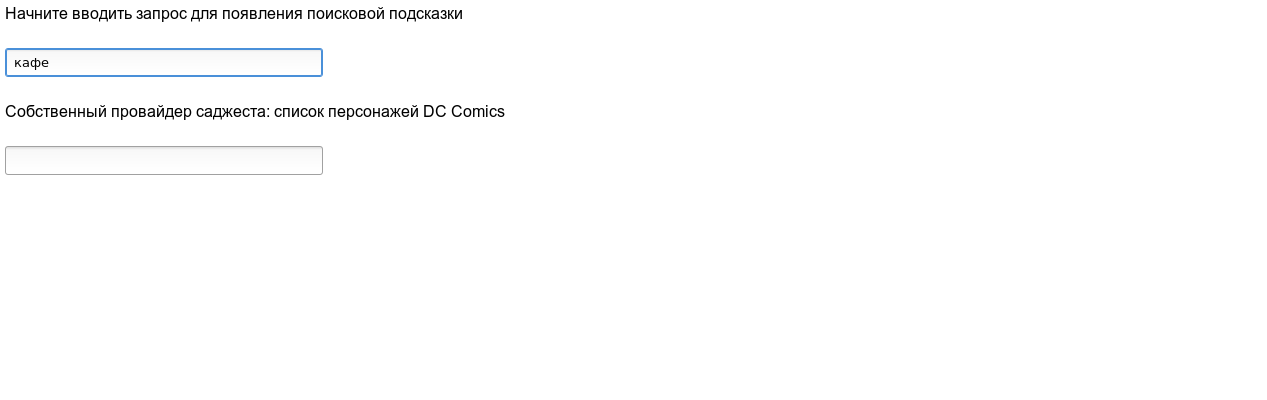 Начните вводить запрос для появления поисковой подсказки
кафе
Собственный провайдер саджеста: список персонажей DC Comics